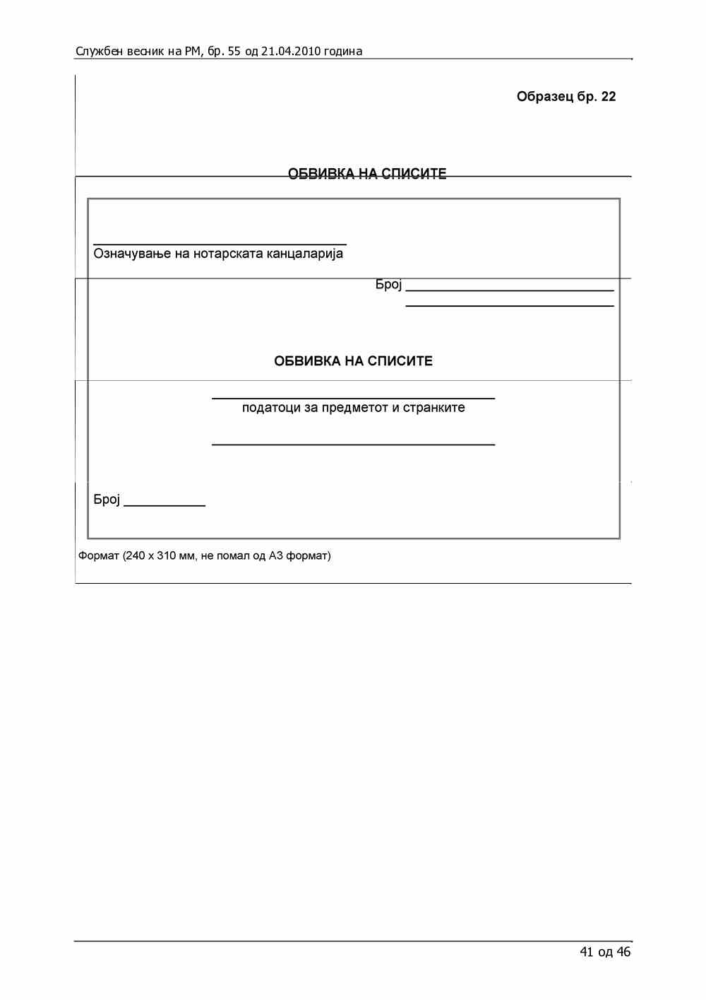 Службен весник на РМ, бр. 55 од 21.04.2010 година
Образец бр. 22
ОБВИВКА НА СПИСИТЕ
Означување на нотарската канцаларија
Број
ОБВИВКА НА СПИСИТЕ
податоци за предметот и странките
Број
Формат (240 х 310 мм, не помал од А3 формат)
41 од 46